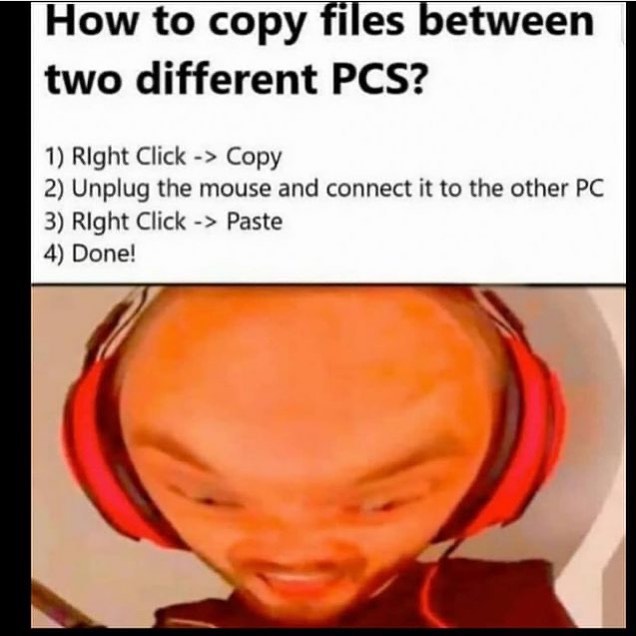 How to copy files between
two different PCS?
1) RIght Click -> Copy
2) Unplug the mouse and connect it to the other PC
3) RIght Click -> Paste
4) Done!